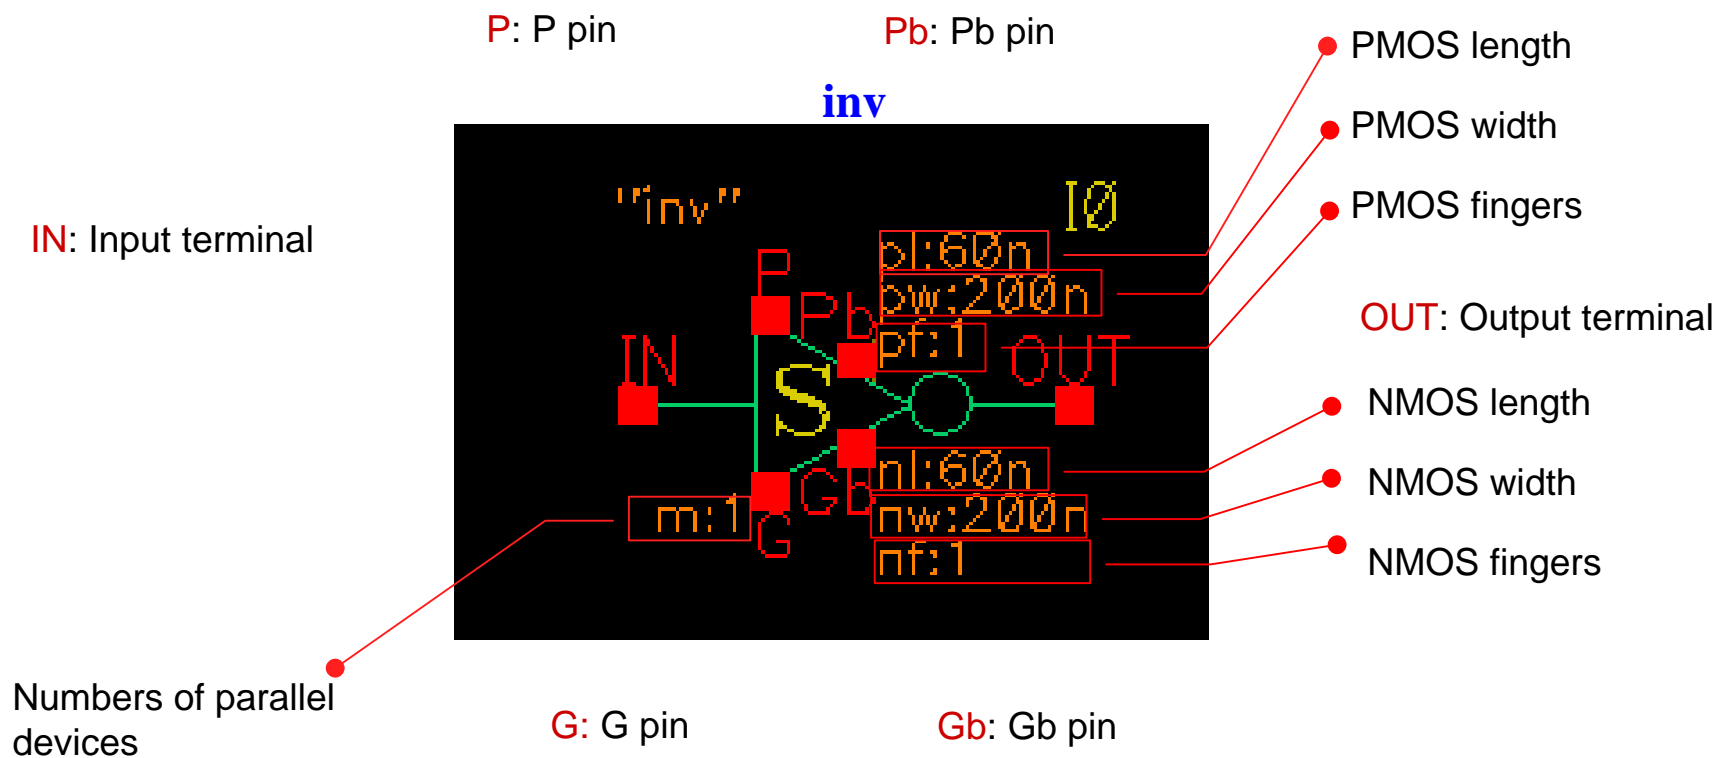 P: P pin
Pb: Pb pin
PMOS length
inv
PMOS width
"inv"
I0
PMOS fingers
IN: Input terminal
pl:60n
P
pw:200n
Pb
OUT: Output terminal
pf:1
IN
OUT
S
NMOS length
nl:60n
NMOS width
Gb
m:1
nw:200n
G
nf:1
NMOS fingers
Numbers of parallel
devices
G: G pin
Gb: Gb pin